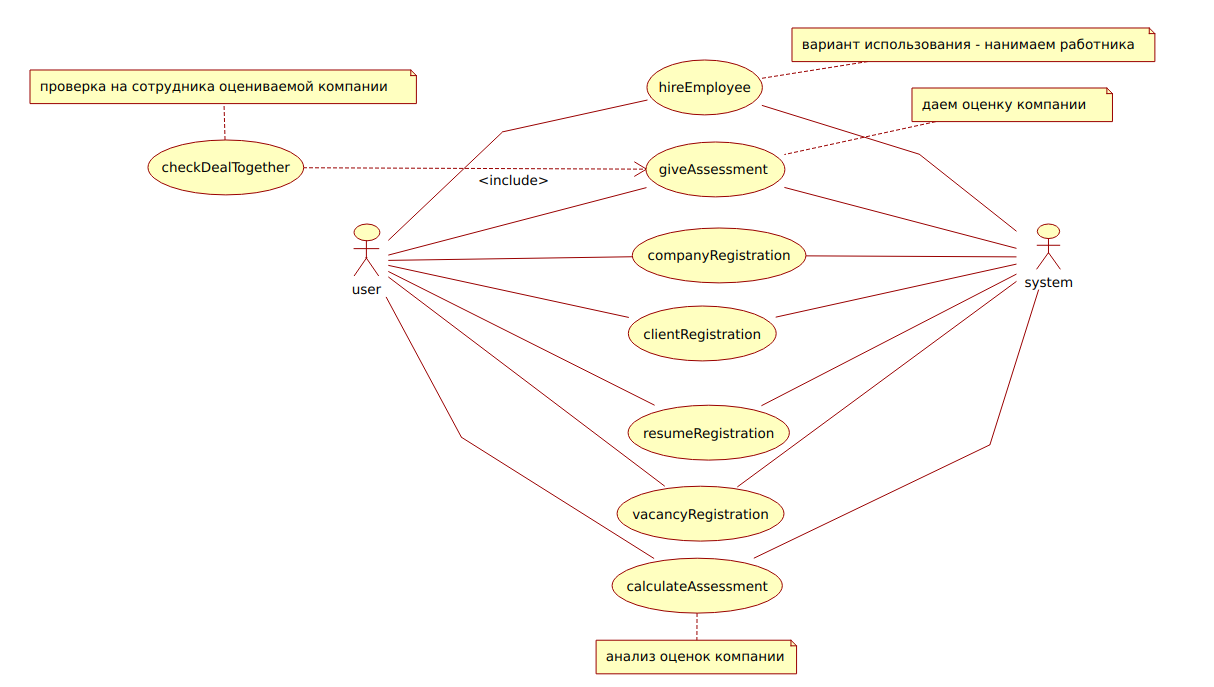 вариант использования - нанимаем работника
проверка на сотрудника оцениваемой компании
hireEmployee
даем оценку компании
checkDealTogether
giveAssessment
<include>
companyRegistration
user
system
clientRegistration
resumeRegistration
vacancyRegistration
calculateAssessment
анализ оценок компании